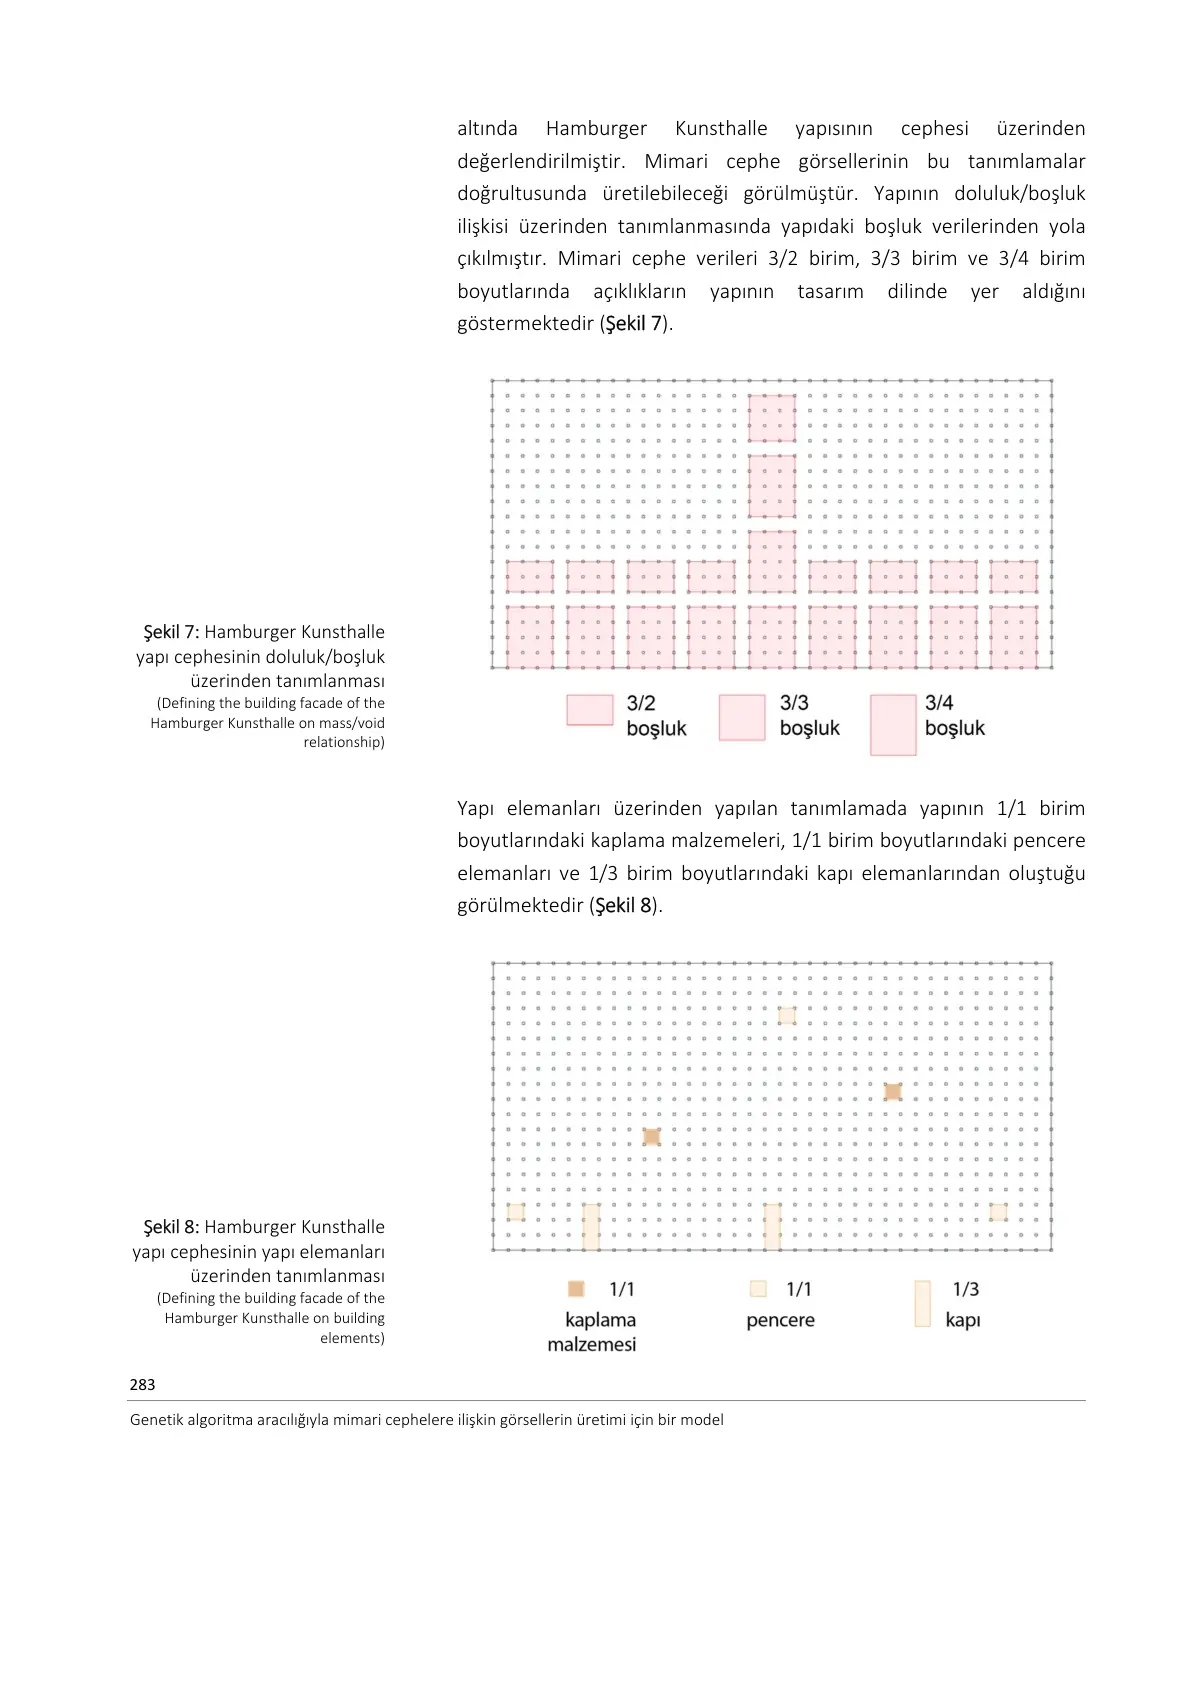 altında Hamburger Kunsthalle yapısının cephesi üzerinden
değerlendirilmiştir. Mimari cephe görsellerinin bu tanımlamalar
doğrultusunda üretilebileceği görülmüştür. Yapının doluluk/boşluk
ilişkisi üzerinden tanımlanmasında yapıdaki boşluk verilerinden yola
çıkılmıştır. Mimari cephe verileri 3/2 birim, 3/3 birim ve 3/4 birim
boyutlarında açıklıkların yapının tasarım dilinde yer aldığını
göstermektedir (Şekil 7).
Şekil 7: Hamburger Kunsthalle
yapı cephesinin doluluk/boşluk
üzerinden tanımlanması
(Defining the building facade of the
Hamburger Kunsthalle on mass/void
relationship)
3/2 boşluk
3/3 boşluk
3/4 boşluk
Yapı elemanları üzerinden yapılan tanımlamada yapının 1/1 birim
boyutlarındaki kaplama malzemeleri, 1/1 birim boyutlarındaki pencere
elemanları ve 1/3 birim boyutlarındaki kapı elemanlarından oluştuğu
görülmektedir (Şekil 8).
Şekil 8: Hamburger Kunsthalle
yapı cephesinin yapı elemanları
üzerinden tanımlanması
(Defining the building facade of the
Hamburger Kunsthalle on building
elements)
1/1
kaplama
malzemesi
1/1
pencere
1/3
kapı
283
Genetik algoritma aracılığıyla mimari cephelere ilişkin görsellerin üretimi için bir model